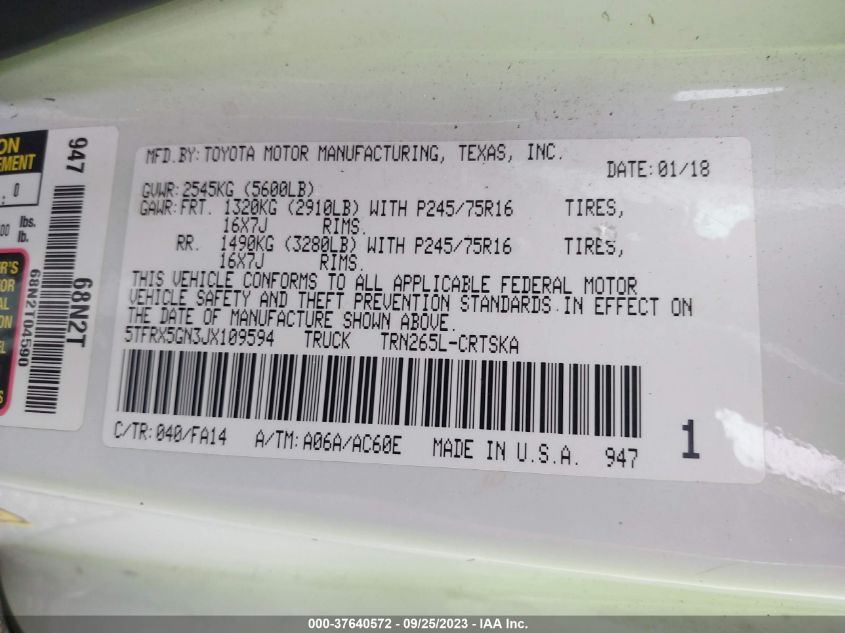 MFD.BY:TOYOTA MOTOR MANUFACTURING, TEXAS, INC.
DATE:01/18
GVWR:2545KG (5600LB)
GAWR:FRT. 1320KG (2910LB) WITH P245/75R16 TIRES,
16X7J RIMS.
RR. 1490KG (3280LB) WITH P245/75R16 TIRES,
16X7J RIMS.
THIS VEHICLE CONFORMS TO ALL APPLICABLE FEDERAL MOTOR
VEHICLE SAFETY AND THEFT PREVENTION STANDARDS IN EFFECT ON
THE DATE OF MANUFACTURE SHOWN ABOVE.
5TFRX5GN3JX109594 TRUCK TRN265L-CRTSKA
C/TR:040/FA14 A/TM:A06A/AC60E MADE IN U.S.A. 947
1
947
68N2T
68N2T04590
lbs.
lb.
000-37640572 - 09/25/2023 - IAA Inc.